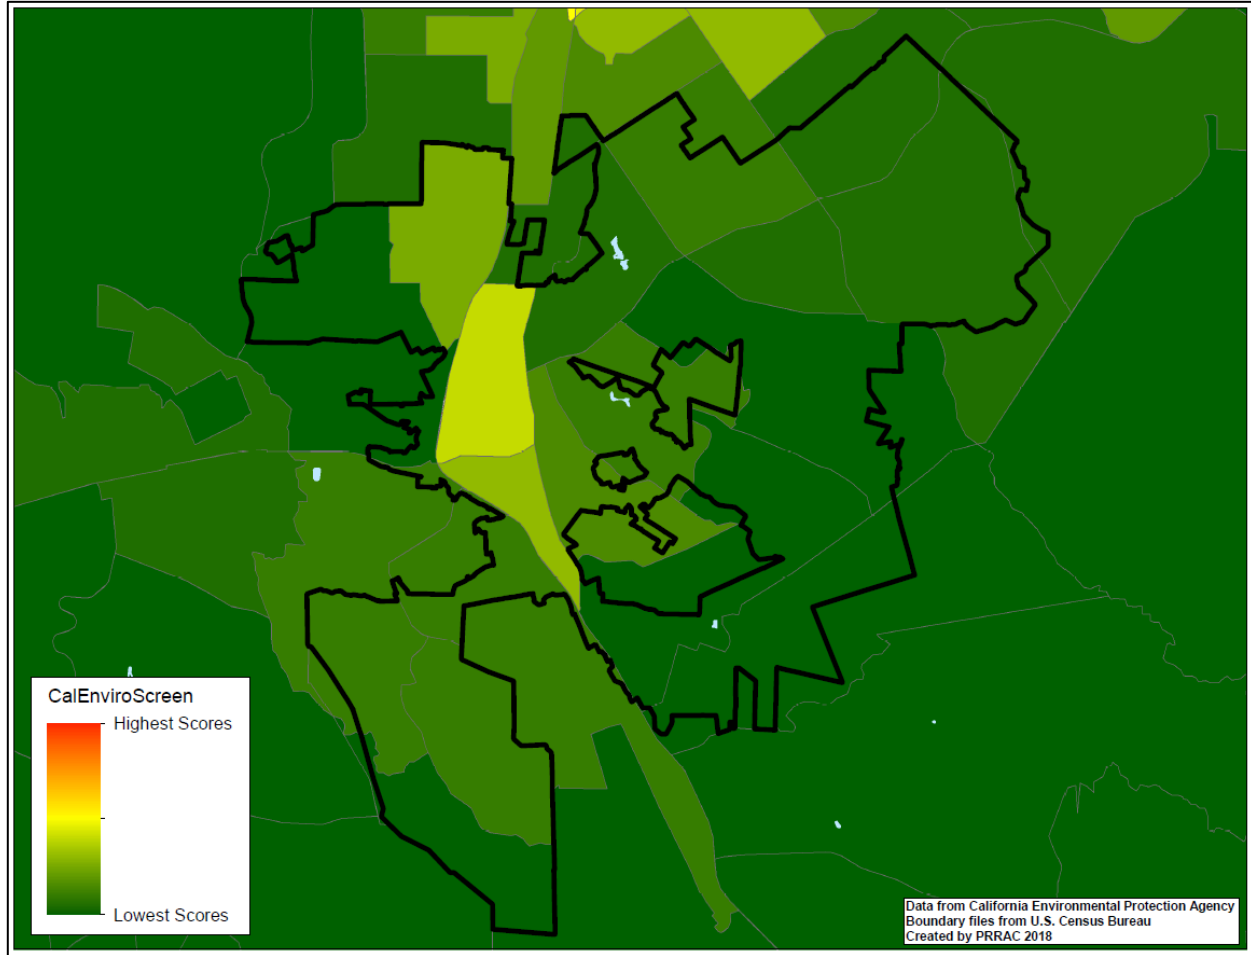 CalEnviroScreen
Highest Scores
Lowest Scores
Data from California Environmental Protection Agency
Boundary files from U.S. Census Bureau
Created by PRRAC 2018